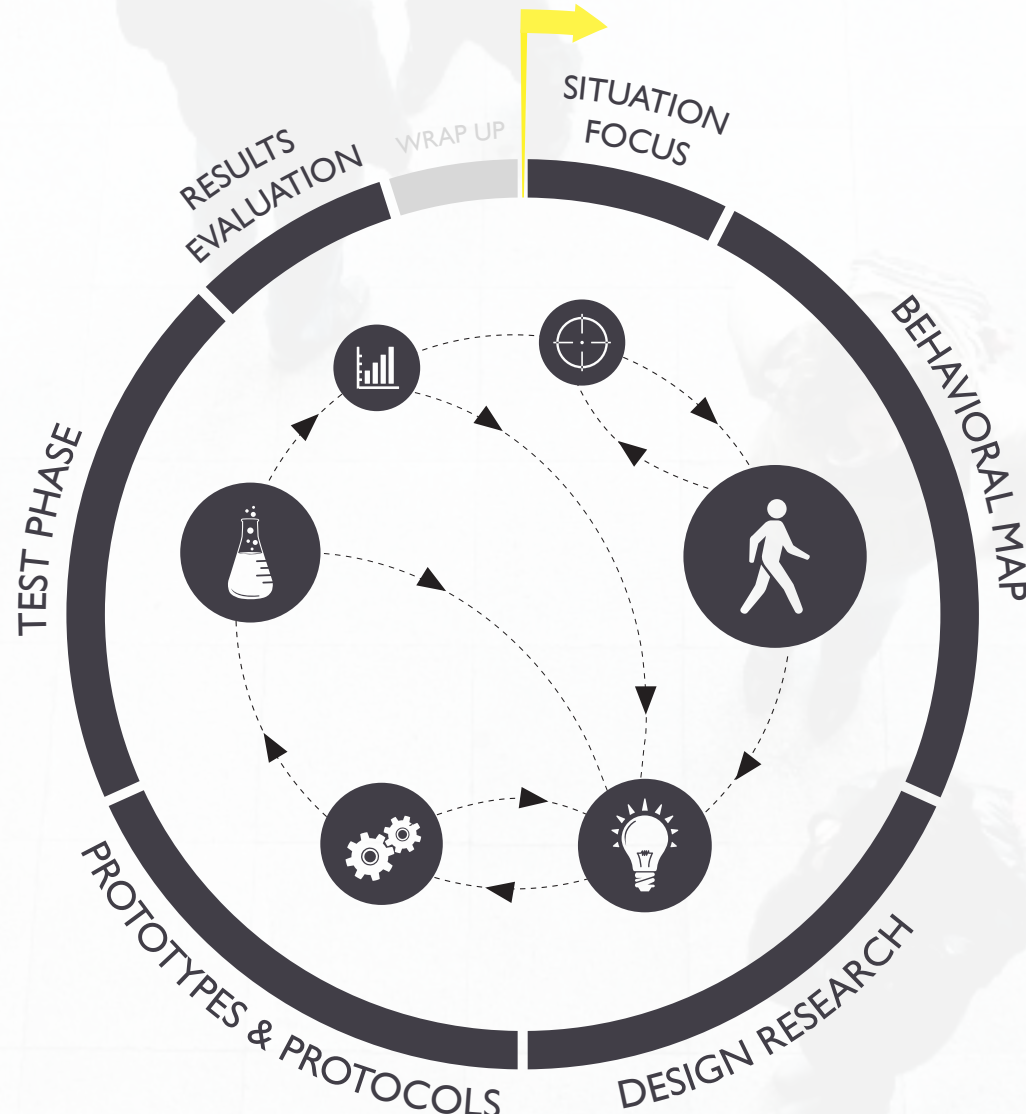 SITUATION
FOCUS
BEHAVIORAL MAP
DESIGN RESEARCH
PROTOTYPES & PROTOCOLS
TEST PHASE
RESULTS
EVALUATION
WRAP UP